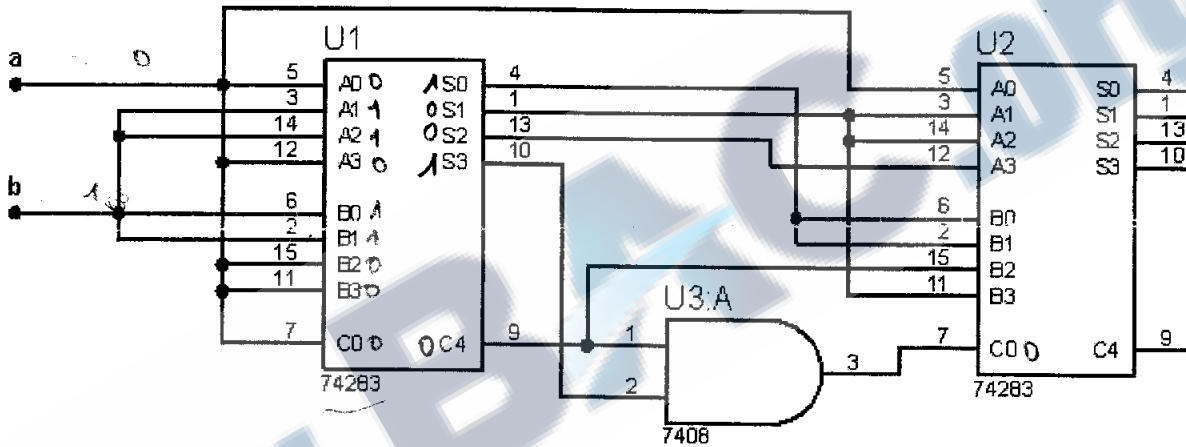 U1
U2
a
0
5
A0 0
1 S0
4
5
A0
S0
4
3
A1 1
0 S1
1
3
A1
S1
1
14
A2 1
0 S2
13
14
A2
S2
13
12
A3 0
1 S3
10
12
A3
S3
10
b
1
6
B0 1
6
B0
2
B1 1
2
B1
15
B2 0
15
B2
11
B3 0
11
B3
U3:A
7
C0 0
0 C4
9
1
2
3
7
C0 0
C4
9
74283
7408
74283
BAC.on